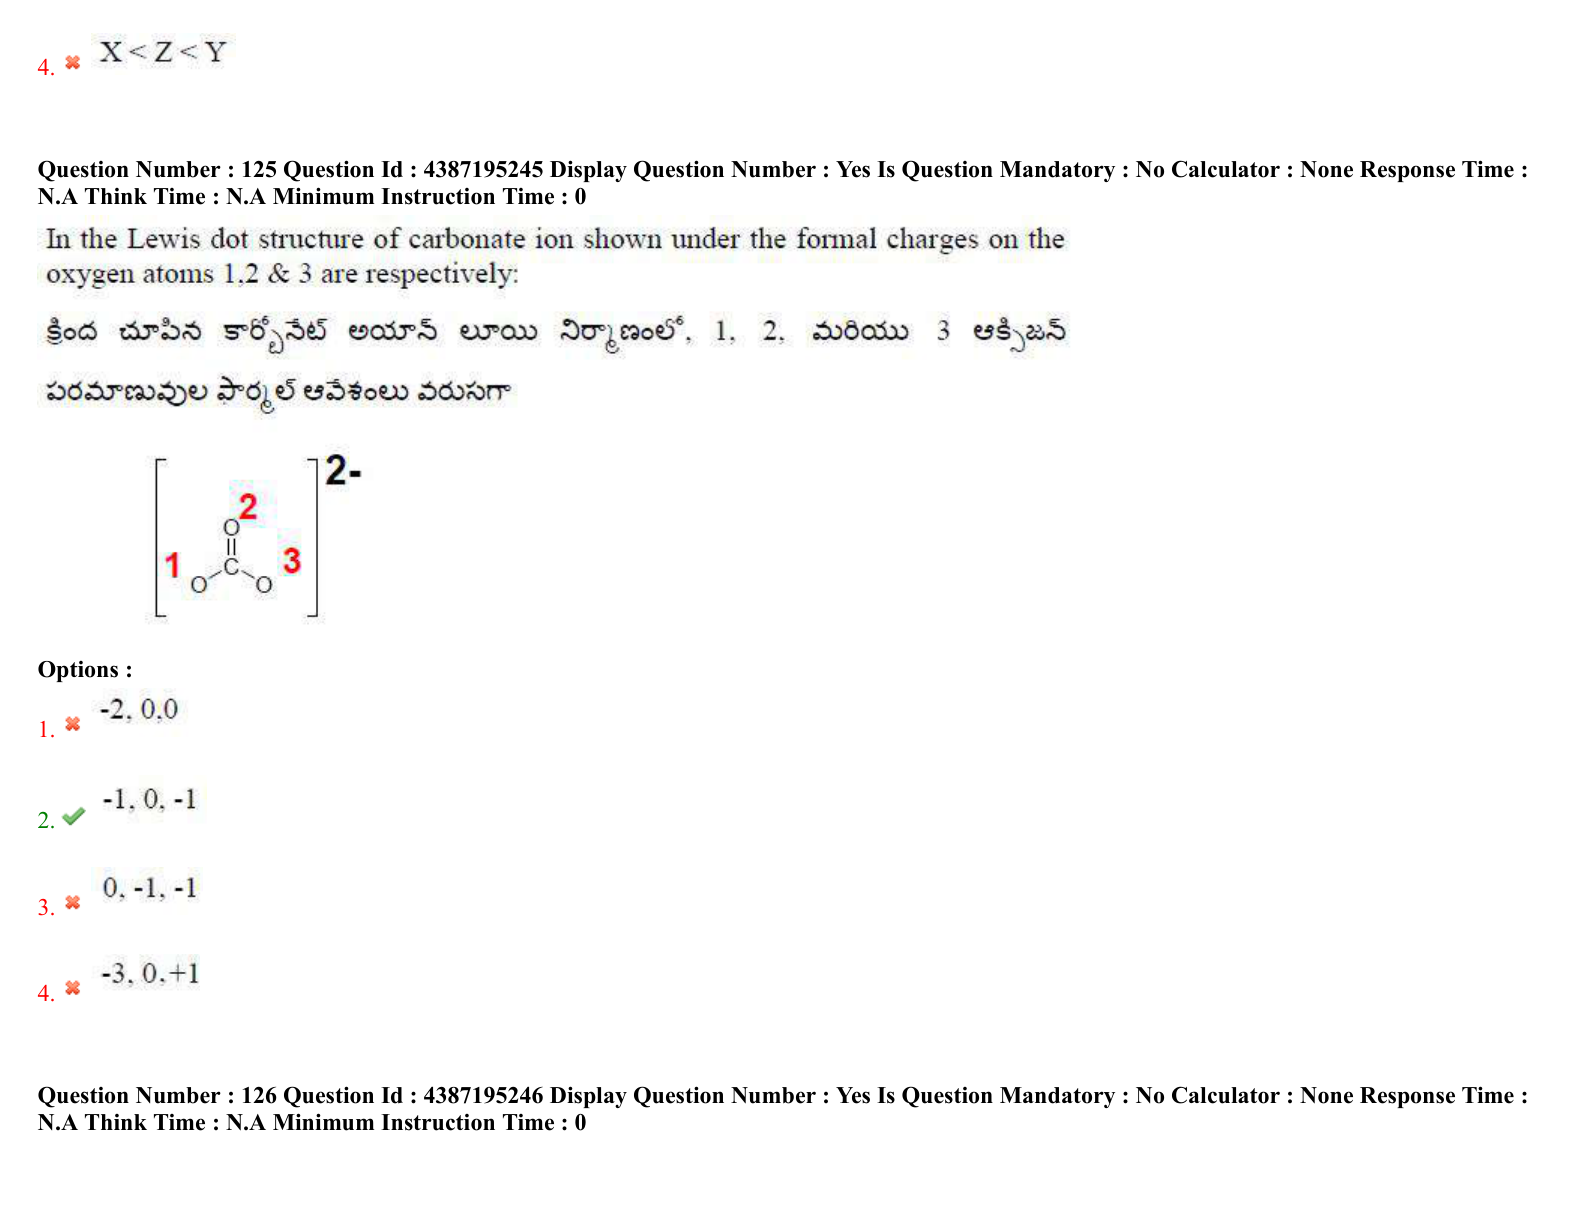 X < Z < Y
4.
Question Number : 125 Question Id : 4387195245 Display Question Number : Yes Is Question Mandatory : No Calculator : None Response Time :
N.A Think Time : N.A Minimum Instruction Time : 0
In the Lewis dot structure of carbonate ion shown under the formal charges on the
oxygen atoms 1,2 & 3 are respectively:
క్రింద చూపిన కార్బోనేట్ అయాన్ లూయి నిర్మాణంలో, 1, 2, మరియు 3 ఆక్సిజన్
పరమాణువుల ఫార్మల్ ఆవేశంలు వరుసగా
2-
2
O
1 C 3
O O
Options :
-2, 0,0
1.
-1, 0, -1
2.
0, -1, -1
3.
-3, 0,+1
4.
Question Number : 126 Question Id : 4387195246 Display Question Number : Yes Is Question Mandatory : No Calculator : None Response Time :
N.A Think Time : N.A Minimum Instruction Time : 0